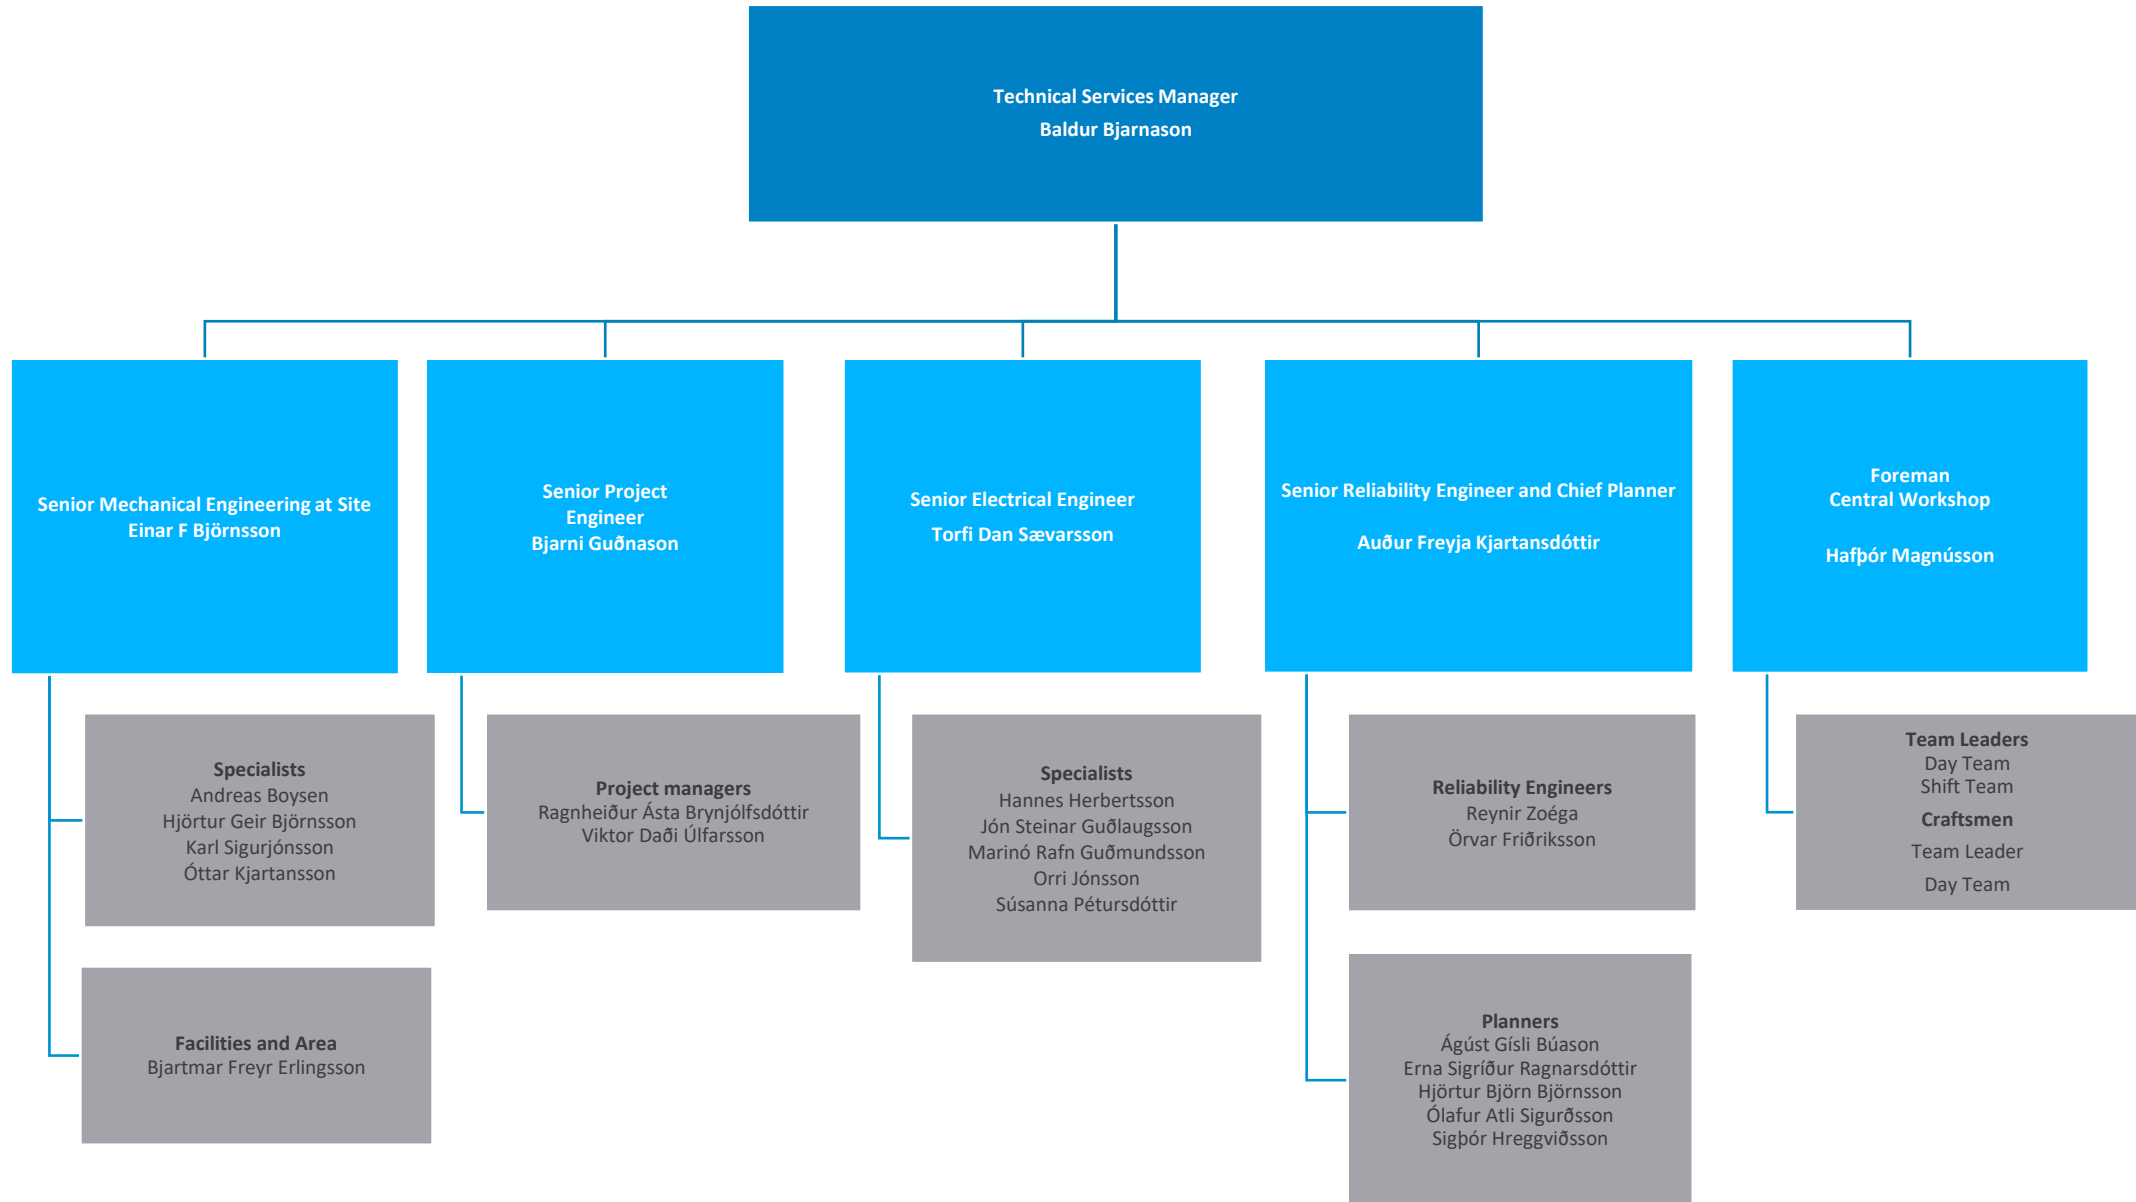 Technical Services Manager
Baldur Bjarnason
Senior Mechanical Engineering at Site
Einar F Björnsson
Senior Project
Engineer
Bjarni Guðnason
Senior Electrical Engineer
Torfi Dan Sævarsson
Senior Reliability Engineer and Chief Planner
Auður Freyja Kjartansdóttir
Foreman
Central Workshop
Hafþór Magnússon
Specialists
Andreas Boysen
Hjörtur Geir Björnsson
Karl Sigurjónsson
Óttar Kjartansson
Facilities and Area
Bjartmar Freyr Erlingsson
Project managers
Ragnheiður Ásta Brynjólfsdóttir
Viktor Daði Úlfarsson
Specialists
Hannes Herbertsson
Jón Steinar Guðlaugsson
Marinó Rafn Guðmundsson
Orri Jónsson
Súsanna Pétursdóttir
Reliability Engineers
Reynir Zoéga
Örvar Friðriksson
Planners
Ágúst Gísli Búason
Erna Sigríður Ragnarsdóttir
Hjörtur Björn Björnsson
Ólafur Atli Sigurðsson
Sigþór Hreggviðsson
Team Leaders
Day Team
Shift Team
Craftsmen
Team Leader
Day Team